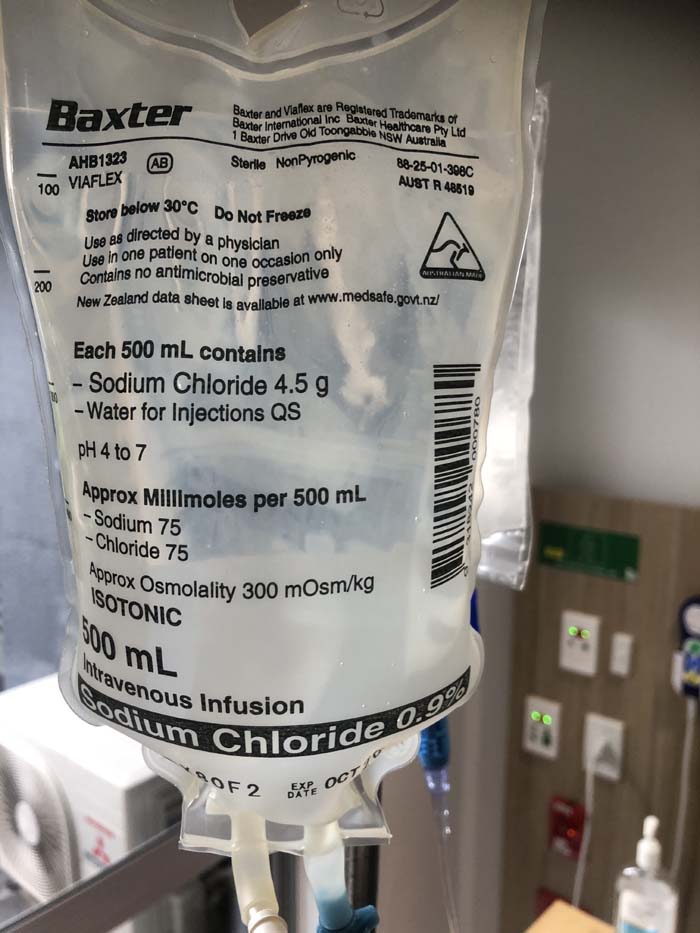 Baxter
Baxter and Viaflex are Registered Trademarks of
Baxter International Inc Baxter Healthcare Pty Ltd
1 Baxter Drive Old Toongabbie NSW Australia
AHB1323 AB Sterile NonPyrogenic 88-25-01-398C
100 VIAFLEX AUST R 48519
Store below 30°C Do Not Freeze
Use as directed by a physician
Use in one patient on one occasion only
200 Contains no antimicrobial preservative
AUSTRALIAN MADE
New Zealand data sheet is available at www.medsafe.govt.nz/
Each 500 mL contains
- Sodium Chloride 4.5 g
- Water for Injections QS
pH 4 to 7
Approx Millimoles per 500 mL
- Sodium 75
- Chloride 75
Approx Osmolality 300 mOsm/kg
ISOTONIC
500 mL
Intravenous Infusion
Sodium Chloride 0.9%
EXP DATE OCT